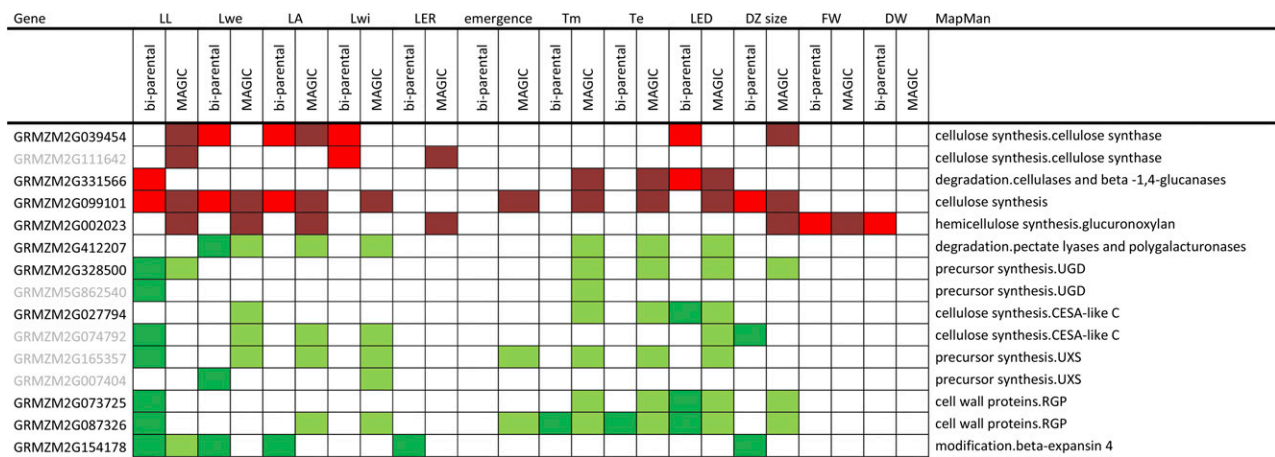 Gene LL Lwe LA Lwi LER emergence Tm Te LED DZ size FW DW MapMan
bi-parental MAGIC bi-parental MAGIC bi-parental MAGIC bi-parental MAGIC bi-parental MAGIC bi-parental MAGIC bi-parental MAGIC bi-parental MAGIC bi-parental MAGIC bi-parental MAGIC bi-parental MAGIC bi-parental MAGIC
GRMZM2G039454 cellulose synthesis.cellulose synthase
GRMZM2G111642 cellulose synthesis.cellulose synthase
GRMZM2G331566 degradation.cellulases and beta -1,4-glucanases
GRMZM2G099101 cellulose synthesis
GRMZM2G002023 hemicellulose synthesis.glucuronoxylan
GRMZM2G412207 degradation.pectate lyases and polygalacturonases
GRMZM2G328500 precursor synthesis.UGD
GRMZM5G862540 precursor synthesis.UGD
GRMZM2G027794 cellulose synthesis.CESA-like C
GRMZM2G074792 cellulose synthesis.CESA-like C
GRMZM2G165357 precursor synthesis.UXS
GRMZM2G007404 precursor synthesis.UXS
GRMZM2G073725 cell wall proteins.RGP
GRMZM2G087326 cell wall proteins.RGP
GRMZM2G154178 modification.beta-expansin 4